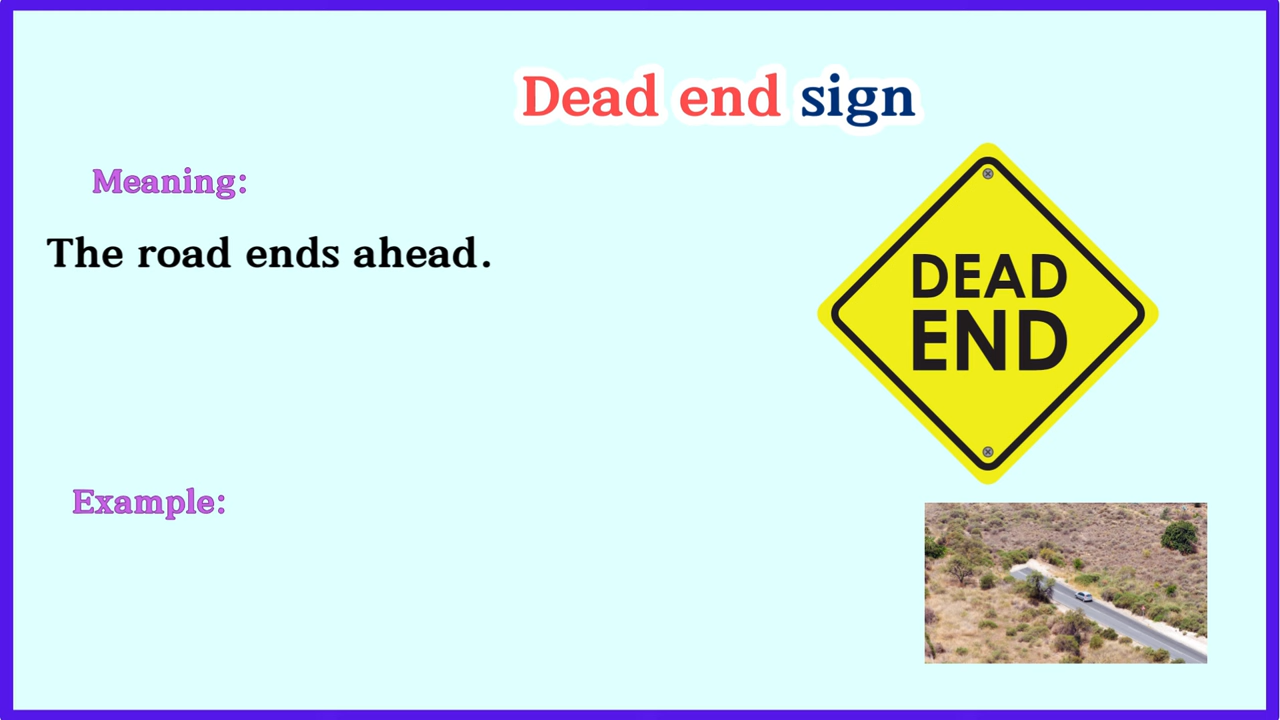 Dead end sign
Meaning:
The road ends ahead.
DEAD
END
Example: